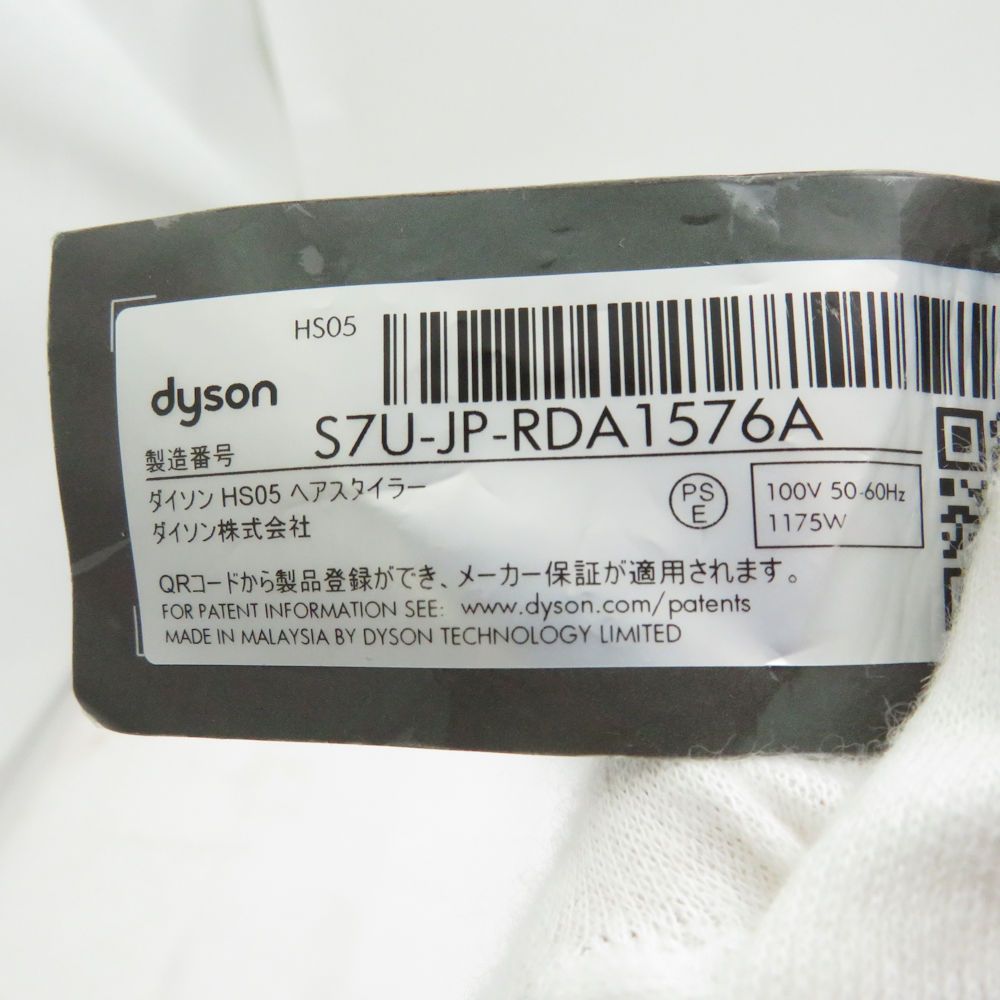 HS05
dyson
製造番号 S7U-JP-RDA1576A
ダイソン HS05 ヘアスタイラー
ダイソン株式会社
PS
E
100V 50-60Hz
1175W
QRコードから製品登録ができ、メーカー保証が適用されます。
FOR PATENT INFORMATION SEE: www.dyson.com/patents
MADE IN MALAYSIA BY DYSON TECHNOLOGY LIMITED